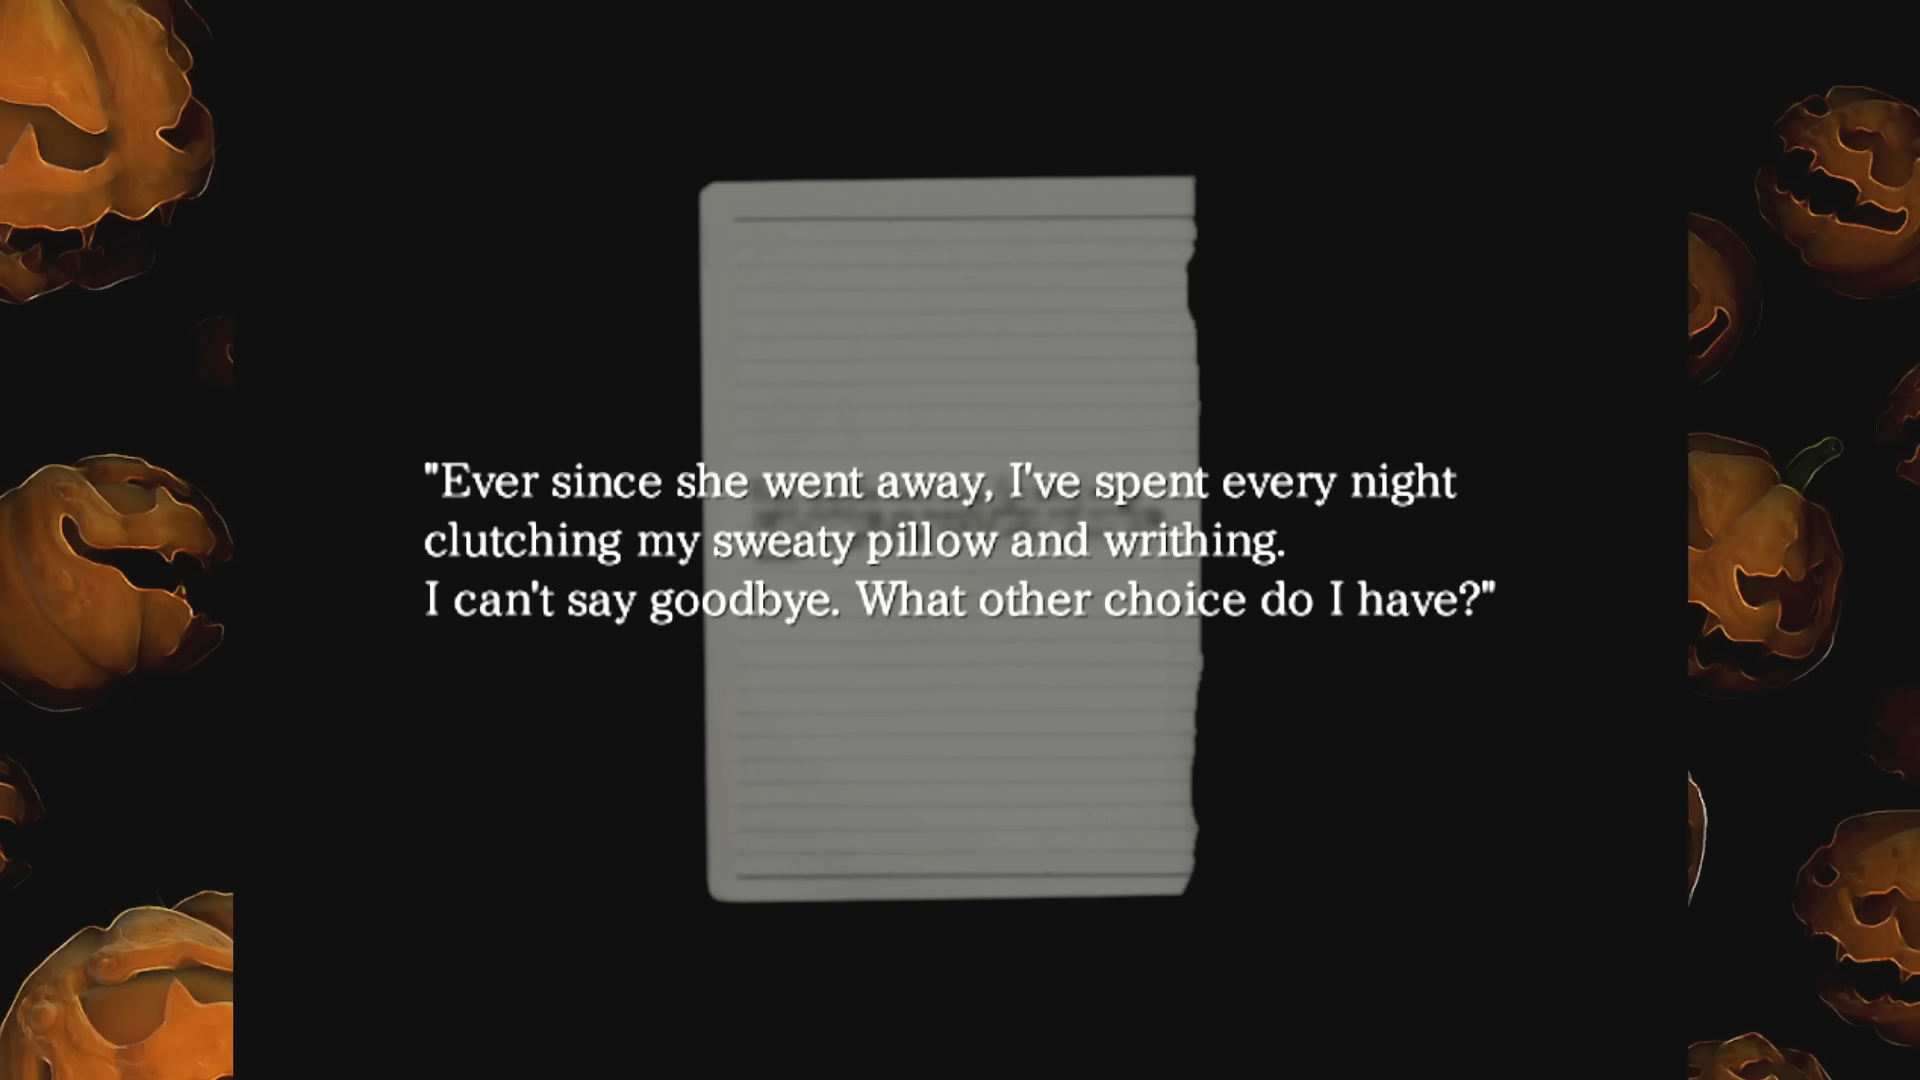 "Ever since she went away, I've spent every night
clutching my sweaty pillow and writhing.
I can't say goodbye. What other choice do I have?"